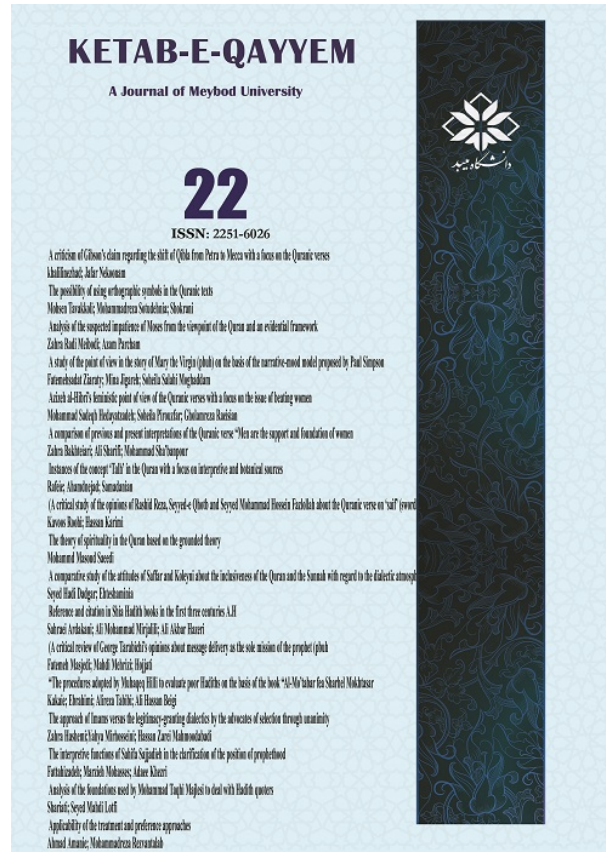 KETAB-E-QAYYEM
A Journal of Meybod University
دانشگاه میبد
22
ISSN: 2251-6026
A criticism of Gibson's claim regarding the shift of Qibla from Petra to Mecca with a focus on the Quranic verses
khalilinezhad; Jafar Nekoonam
The possibility of using orthographic symbols in the Quranic texts
Mohsen Tavakkoli; Mohammadreza Sotudehnia; Shokrani
Analysis of the suspected impatience of Moses from the viewpoint of the Quran and an evidential framework
Zahra Radi Meibodi; Azam Parcham
A study of the point of view in the story of Mary the Virgin (pbuh) on the basis of the narrative-mood model proposed by Paul Simpson
Fatemehsadat Ziaraty; Mina Jigareh; Soheila Salahi Moghaddam
Azizeh al-Hibri's feministic point of view of the Quranic verses with a focus on the issue of beating women
Mohammad Sadeqh Hedayatzadeh; Soheila Pirouzfar; Gholamreza Raeisian
A comparison of previous and present interpretations of the Quranic verse "Men are the support and foundation of women
Zahra Bakhteiari; Ali Sharifi; Mohammad Sha'banpour
Instances of the concept 'Talh' in the Quran with a focus on interpretive and botanical sources
Rafeie; Ahamdnejad; Samadanian
(A critical study of the opinions of Rashid Reza, Seyyed-e Qhotb and Seyyed Mohammad Hossein Fazlollah about the Quranic verse on 'saif' (sword
Kavoos Roohi; Hassan Karimi
The theory of spirituality in the Quran based on the grounded theory
Mohammd Masoud Saeedi
A comparative study of the attitudes of Saffar and Koleyni about the inclusiveness of the Quran and the Sunnah with regard to the dialectic atmosph
Seyed Hadi Dadgar; Ehteshaminia
Reference and citation in Shia Hadith books in the first three centuries A.H
Sahraei Ardakani; Ali Mohammad Mirjalili; Ali Akbar Hazeri
(A critical review of George Tarabichi's opinions about message delivery as the sole mission of the prophet (pbuh
Fatemeh Masjedi; Mahdi Mehrizi; Hojjati
"The procedures adopted by Muhaqeq Hilli to evaluate poor Hadiths on the basis of the book "Al-Mo'tabar fea Sharhel Mokhtasar
Kakaie; Ebrahimi; Alireza Tabibi; Ali Hassan Beigi
The approach of Imams versus the legitimacy-granting dialectics by the advocates of selection through unanimity
Zahra Hashemi;Yahya Mirhosseini; Hassan Zarei Mahmoodabadi
The interpretive functions of Sahifa Sajjadieh in the clarification of the position of prophethood
Fattahizadeh; Marzieh Mohasses; Adaee Khezri
Analysis of the foundations used by Mohammad Taqhi Majlesi to deal with Hadith quoters
Shariati; Seyed Mahdi Lotfi
Applicability of the treatment and preference approaches
Ahmad Amanie; Mohammadreza Rezvantalab